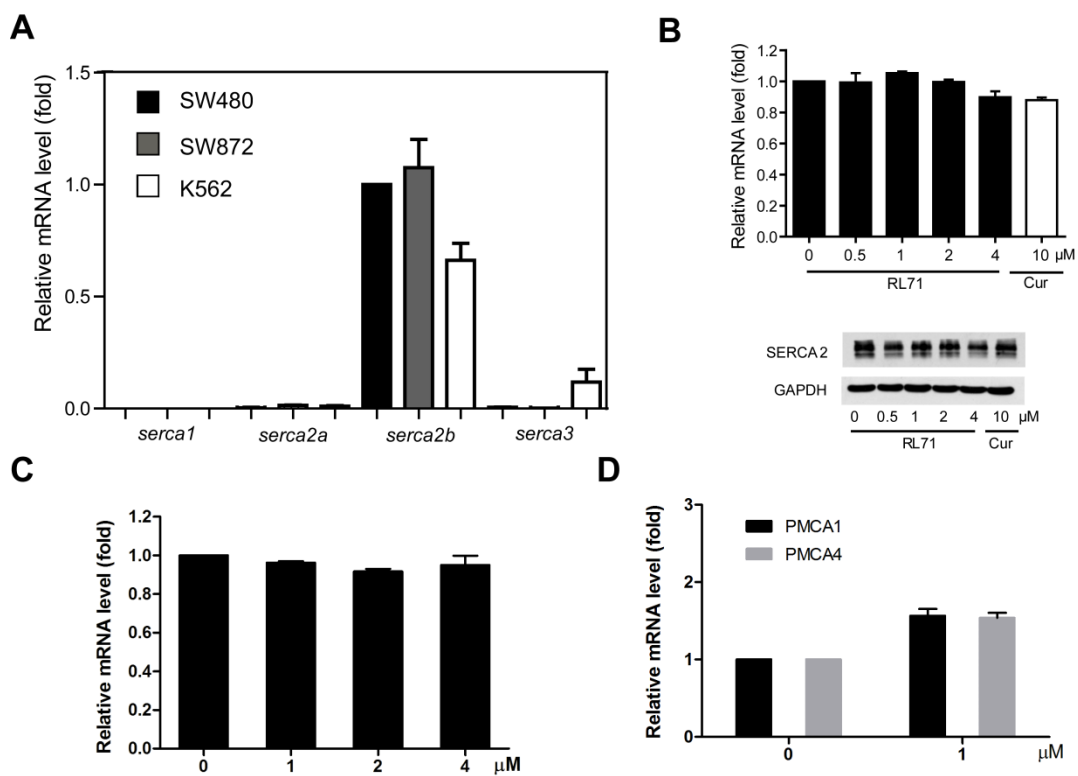 A
Relative mRNA level (fold)
1.5
1.0
0.5
0.0
SW480
SW872
K562
serca1 serca2a serca2b serca3
B
Relative mRNA level (fold)
1.2
1.0
0.8
0.6
0.4
0.2
0.0
0 0.5 1 2 4 10 μM
RL71 Cur
SERCA2
GAPDH
0 0.5 1 2 4 10 μM
RL71 Cur
C
Relative mRNA level (fold)
1.2
1.0
0.8
0.6
0.4
0.2
0.0
0 1 2 4 μM
D
Relative mRNA level (fold)
3
2
1
0
PMCA1
PMCA4
0 1 μM